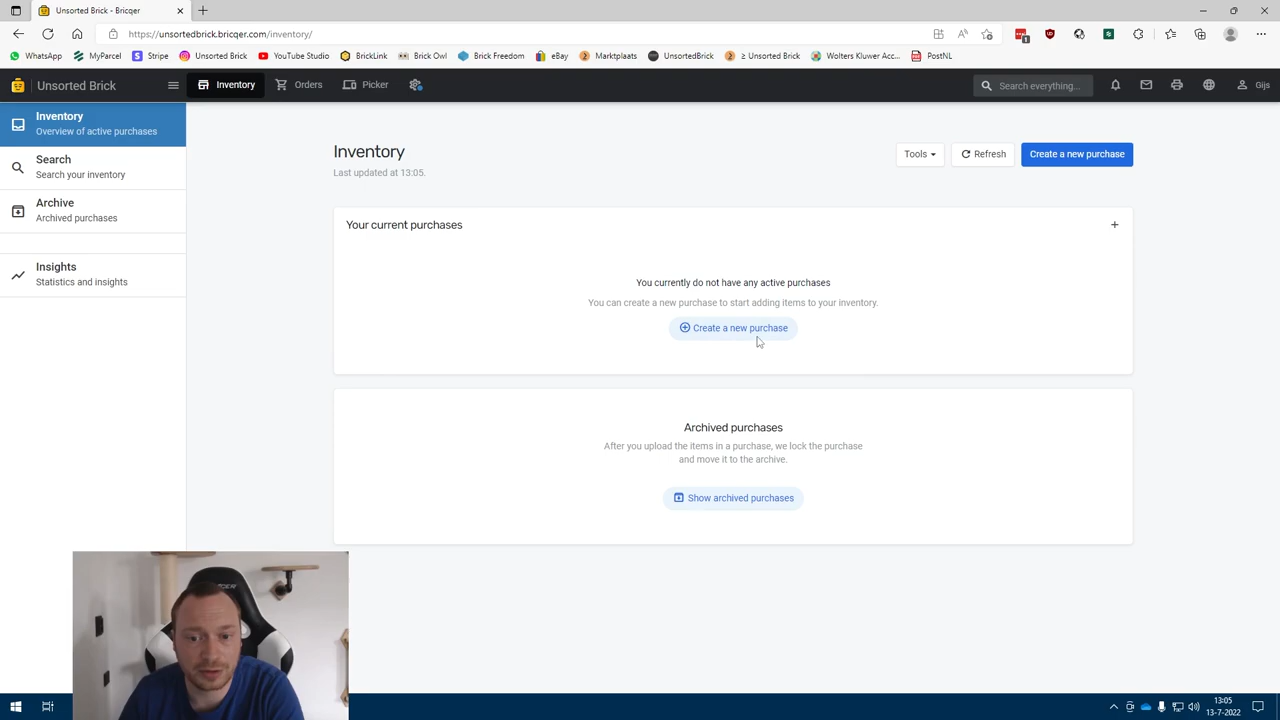 Unsorted Brick - Bricqer
https://unsortedbrick.bricqer.com/inventory/
WhatsApp
MyParcel
Stripe
Unsorted Brick
YouTube Studio
BrickLink
Brick Owl
Brick Freedom
eBay
Marktplaats
UnsortedBrick
≥ Unsorted Brick
Wolters Kluwer Acc...
PostNL
Unsorted Brick
Inventory
Orders
Picker
Search everything...
Gijs
Inventory
Overview of active purchases
Search
Search your inventory
Archive
Archived purchases
Insights
Statistics and insights
Inventory
Last updated at 13:05.
Tools
Refresh
Create a new purchase
Your current purchases
You currently do not have any active purchases
You can create a new purchase to start adding items to your inventory.
Create a new purchase
Archived purchases
After you upload the items in a purchase, we lock the purchase
and move it to the archive.
Show archived purchases
13:05
13-7-2022